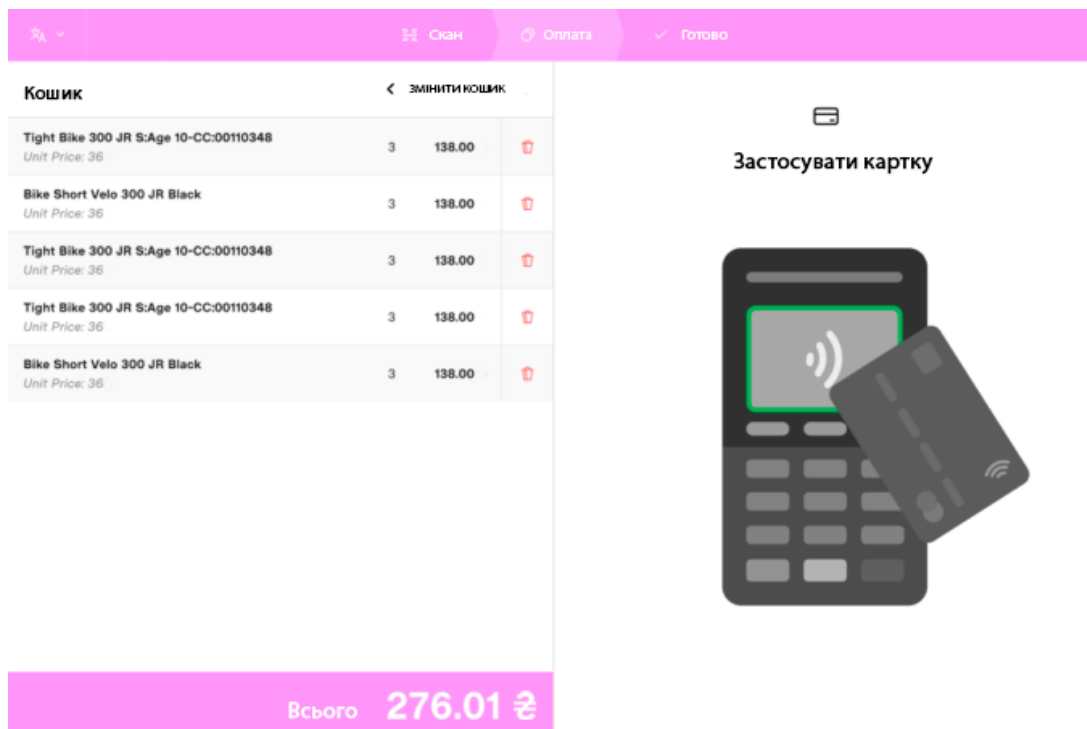 Скан
Оплата
Готово
Кошик
ЗМІНИТИ КОШИК
Tight Bike 300 JR S:Age 10-CC:00110348
3 138.00
Unit Price: 36
Bike Short Velo 300 JR Black
3 138.00
Unit Price: 36
Tight Bike 300 JR S:Age 10-CC:00110348
3 138.00
Unit Price: 36
Tight Bike 300 JR S:Age 10-CC:00110348
3 138.00
Unit Price: 36
Bike Short Velo 300 JR Black
3 138.00
Unit Price: 36
Всього 276.01 ₴
Застосувати картку